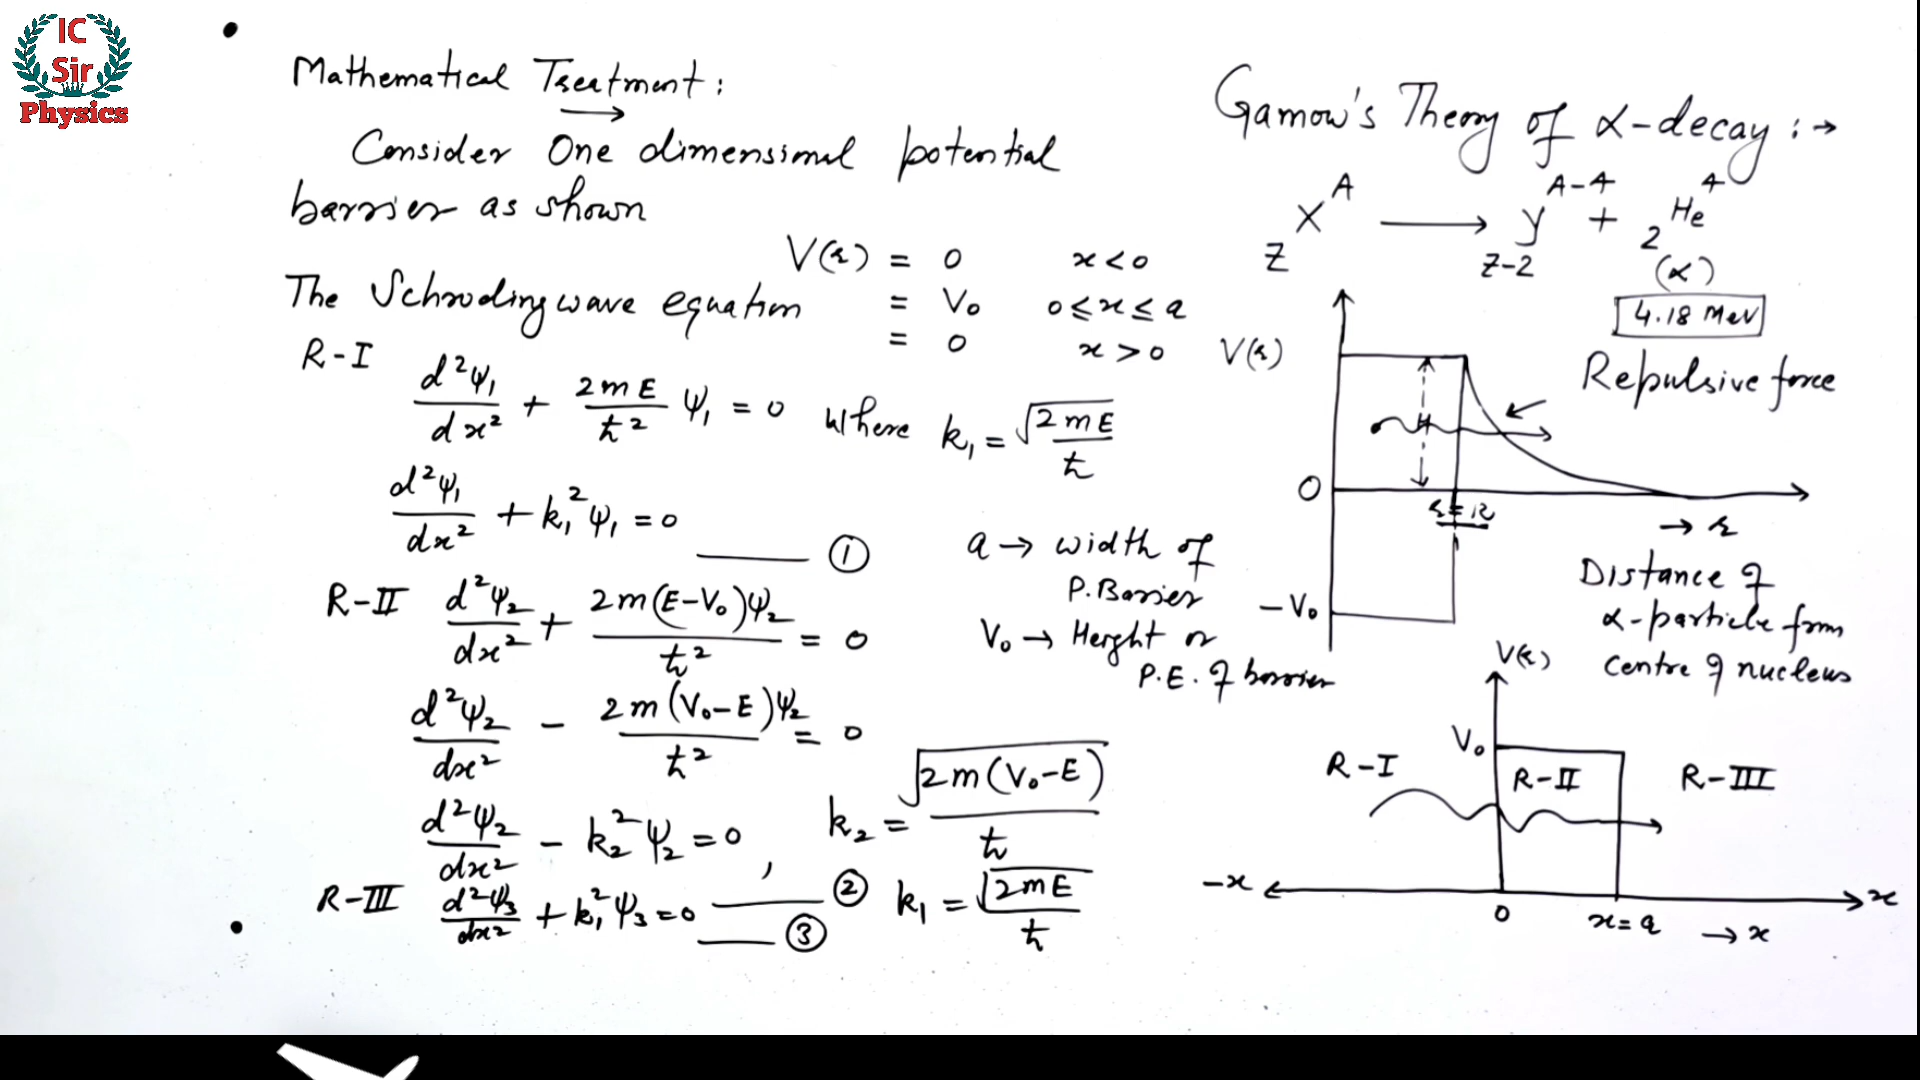 IC
Sir
Physics
Mathematical Treatment:
Consider One dimensional potential
barrier as shown
V(r) = 0 x<0
= V₀ 0≤x≤a
= 0 x>0
The Schroding wave equation
R-I
d²ψ₁/dx² + 2mE/ħ² ψ₁ = 0 where k₁ = √2mE/ħ
d²ψ₁/dx² + k₁²ψ₁ = 0 ——— ①
R-II d²ψ₂/dx² + 2m(E-V₀)ψ₂/ħ² = 0
d²ψ₂/dx² - 2m(V₀-E)ψ₂/ħ² = 0
d²ψ₂/dx² - k₂²ψ₂ = 0, k₂ = √2m(V₀-E)/ħ
——— ②
R-III d²ψ₃/dx² + k₁²ψ₃ = 0 ——— ③ k₁ = √2mE/ħ
a → width of
P.Barrier
V₀ → Height or
P.E. of barrier
Gamow's Theory of α-decay :→
zXᴬ → z-2Yᴬ⁻⁴ + ₂He⁴
(α)
4.18 MeV
V(r)
Repulsive force
0
r=R
→ r
-V₀
Distance of
α-particle from
centre of nucleus
V(r)
V₀
R-I R-II R-III
-x x
0 x=a → x